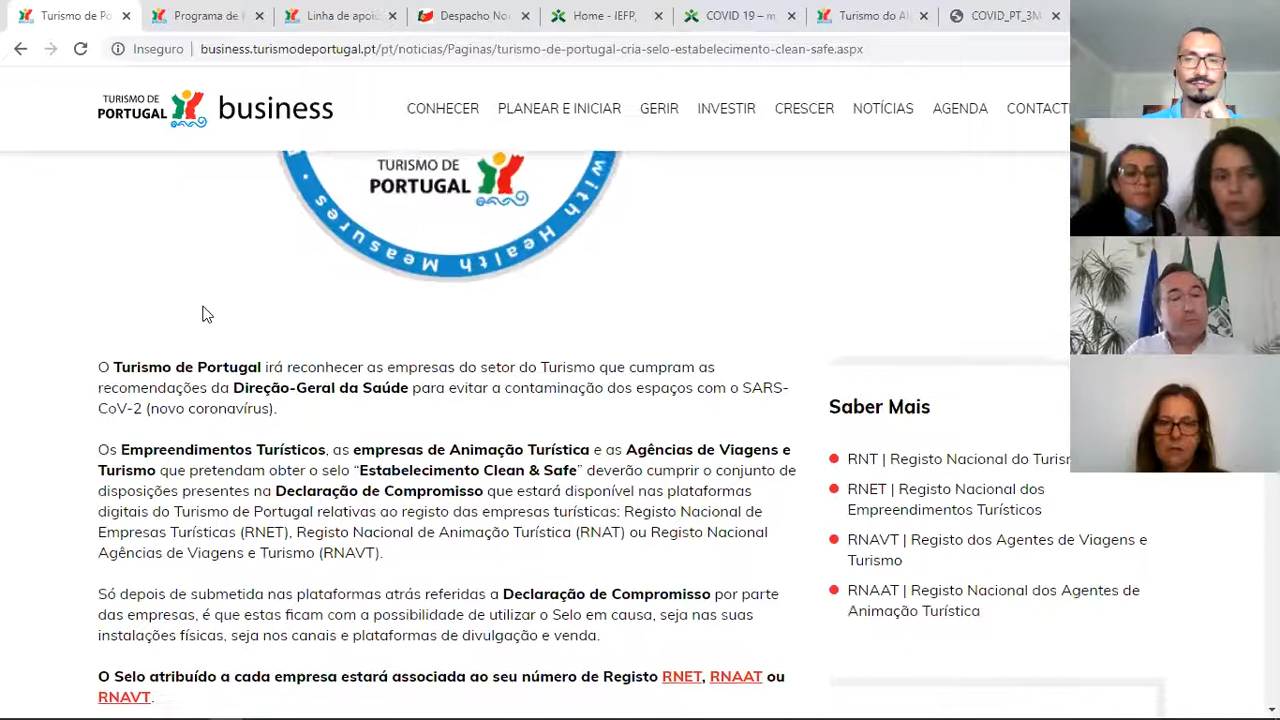 Turismo de Po
Programa de
Linha de apoi
Despacho No
Home - IEFP,
COVID 19 – m
Turismo do Al
COVID_PT_3M
Inseguro business.turismodeportugal.pt/pt/noticias/Paginas/turismo-de-portugal-cria-selo-estabelecimento-clean-safe.aspx
TURISMO DE PORTUGAL business
CONHECER PLANEAR E INICIAR GERIR INVESTIR CRESCER NOTÍCIAS AGENDA CONTACT
TURISMO DE
PORTUGAL
with Health Measures
O Turismo de Portugal irá reconhecer as empresas do setor do Turismo que cumpram as
recomendações da Direção-Geral da Saúde para evitar a contaminação dos espaços com o SARS-
CoV-2 (novo coronavírus).
Os Empreendimentos Turísticos, as empresas de Animação Turística e as Agências de Viagens e
Turismo que pretendam obter o selo “Estabelecimento Clean & Safe” deverão cumprir o conjunto de
disposições presentes na Declaração de Compromisso que estará disponível nas plataformas
digitais do Turismo de Portugal relativas ao registo das empresas turísticas: Registo Nacional de
Empresas Turísticas (RNET), Registo Nacional de Animação Turística (RNAT) ou Registo Nacional
Agências de Viagens e Turismo (RNAVT).
Só depois de submetida nas plataformas atrás referidas a Declaração de Compromisso por parte
das empresas, é que estas ficam com a possibilidade de utilizar o Selo em causa, seja nas suas
instalações físicas, seja nos canais e plataformas de divulgação e venda.
O Selo atribuído a cada empresa estará associada ao seu número de Registo RNET, RNAAT ou
RNAVT.
Saber Mais
RNT | Registo Nacional do Turism
RNET | Registo Nacional dos
Empreendimentos Turísticos
RNAVT | Registo dos Agentes de Viagens e
Turismo
RNAAT | Registo Nacional dos Agentes de
Animação Turística